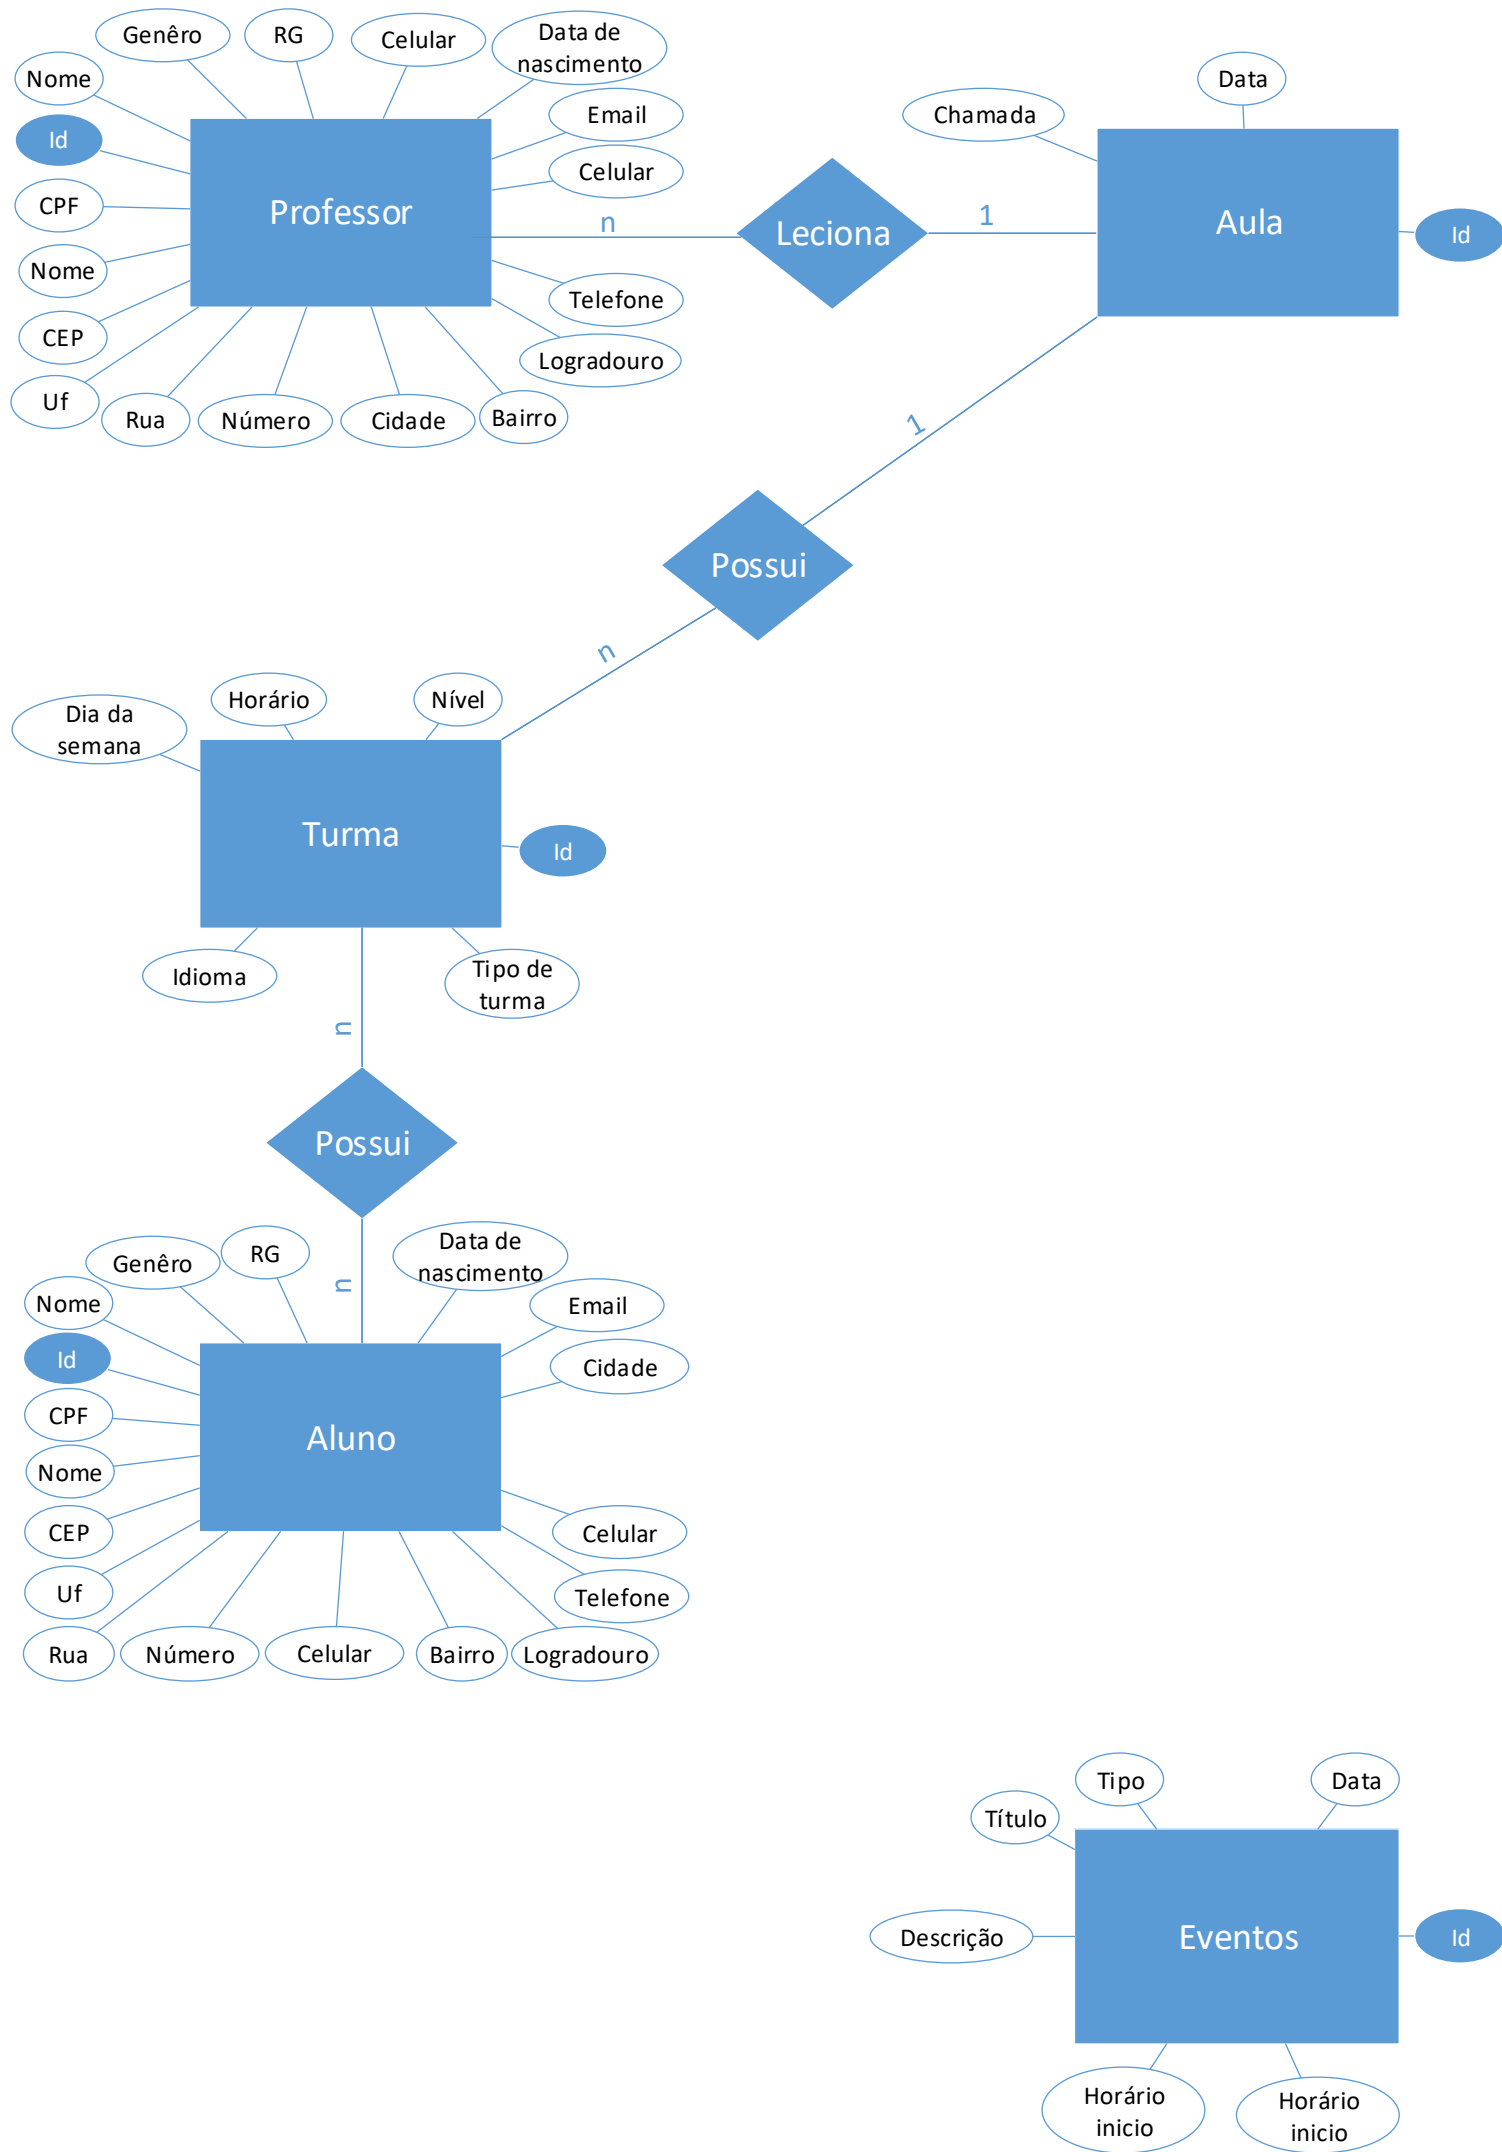 Genêro
RG
Celular
Data de
nascimento
Nome
Email
Id
Celular
CPF
Professor
Nome
Telefone
CEP
Logradouro
Uf
Rua
Número
Cidade
Bairro
n
Leciona
1
Chamada
Data
Aula
Id
1
Possui
n
Dia da
semana
Horário
Nível
Turma
Id
Idioma
Tipo de
turma
n
Possui
n
Genêro
RG
Data de
nascimento
Nome
Email
Id
Cidade
CPF
Aluno
Nome
CEP
Celular
Uf
Telefone
Rua
Número
Celular
Bairro
Logradouro
Tipo
Data
Título
Descrição
Eventos
Id
Horário
inicio
Horário
inicio